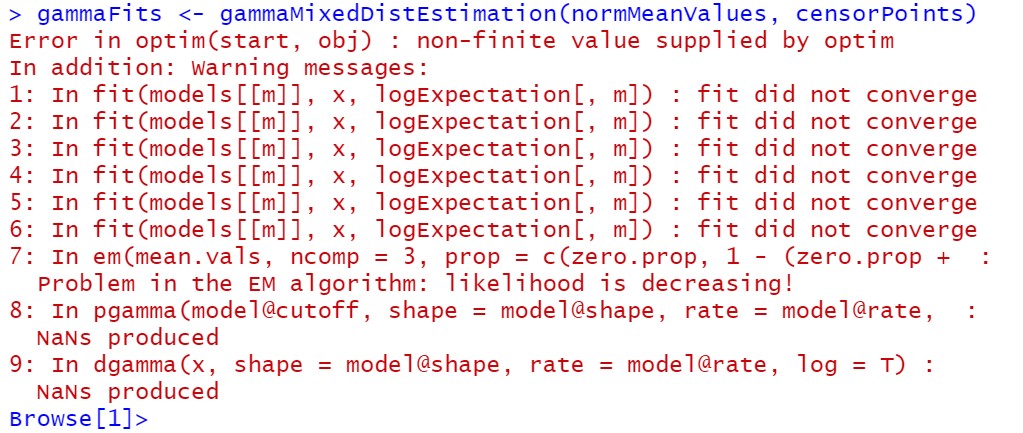 > gammaFits <- gammaMixedDistEstimation(normMeanValues, censorPoints)
Error in optim(start, obj) : non-finite value supplied by optim
In addition: Warning messages:
1: In fit(models[[m]], x, logExpectation[, m]) : fit did not converge
2: In fit(models[[m]], x, logExpectation[, m]) : fit did not converge
3: In fit(models[[m]], x, logExpectation[, m]) : fit did not converge
4: In fit(models[[m]], x, logExpectation[, m]) : fit did not converge
5: In fit(models[[m]], x, logExpectation[, m]) : fit did not converge
6: In fit(models[[m]], x, logExpectation[, m]) : fit did not converge
7: In em(mean.vals, ncomp = 3, prop = c(zero.prop, 1 - (zero.prop +  :
  Problem in the EM algorithm: likelihood is decreasing!
8: In pgamma(model@cutoff, shape = model@shape, rate = model@rate,  :
  NaNs produced
9: In dgamma(x, shape = model@shape, rate = model@rate, log = T) :
  NaNs produced
Browse[1]>